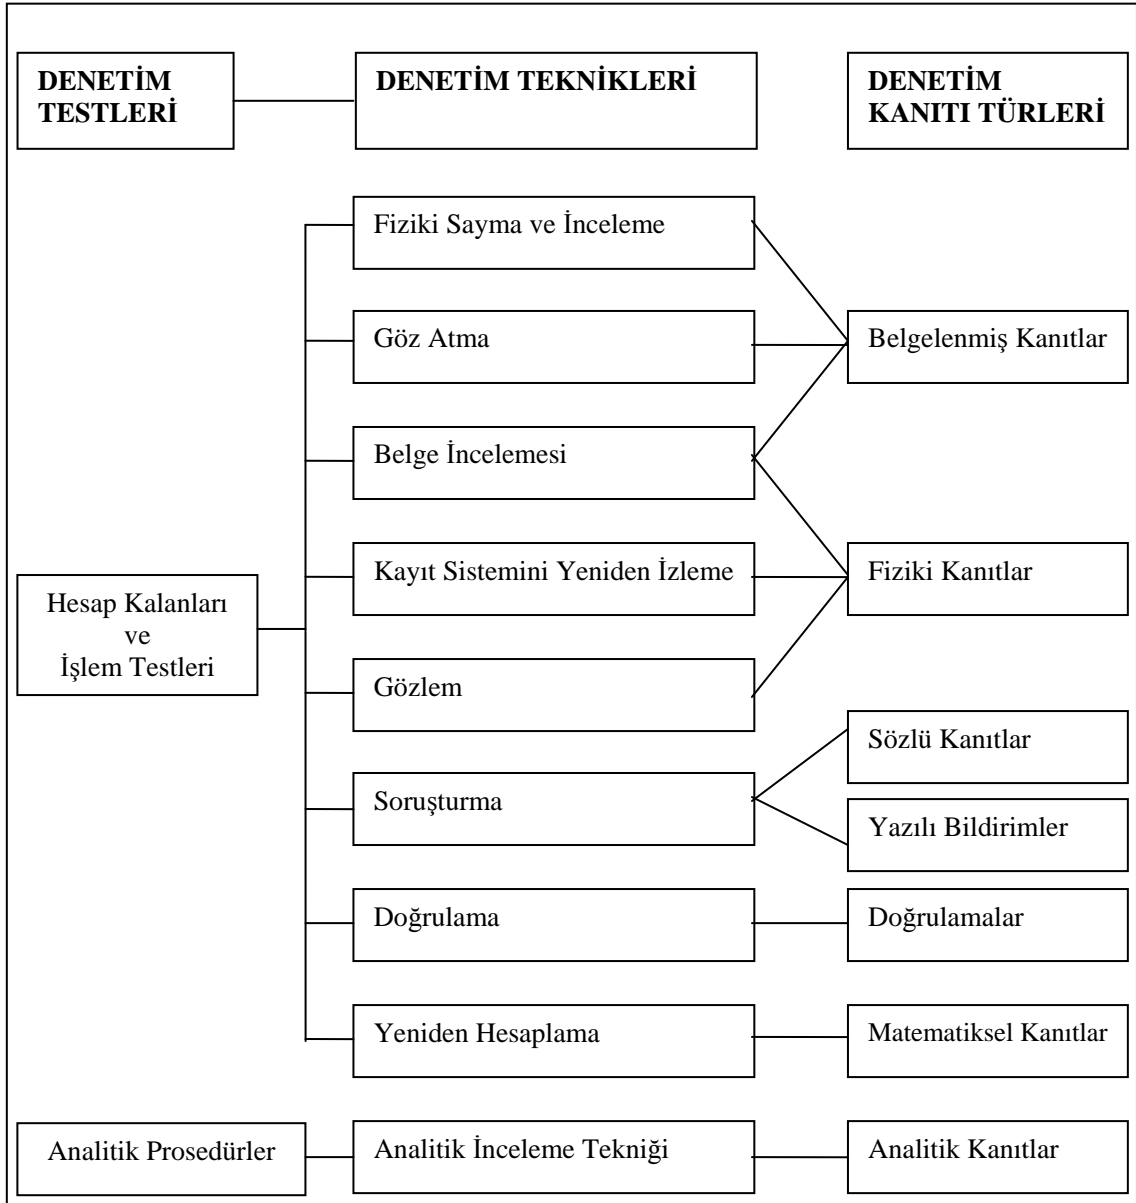 DENETİM
TESTLERİ
DENETİM TEKNİKLERİ
DENETİM
KANITI TÜRLERİ
Fiziki Sayma ve İnceleme
Göz Atma
Belgelenmiş Kanıtlar
Belge İncelemesi
Kayıt Sistemini Yeniden İzleme
Fiziki Kanıtlar
Hesap Kalanları
ve
İşlem Testleri
Gözlem
Sözlü Kanıtlar
Soruşturma
Yazılı Bildirimler
Doğrulama
Doğrulamalar
Yeniden Hesaplama
Matematiksel Kanıtlar
Analitik Prosedürler
Analitik İnceleme Tekniği
Analitik Kanıtlar